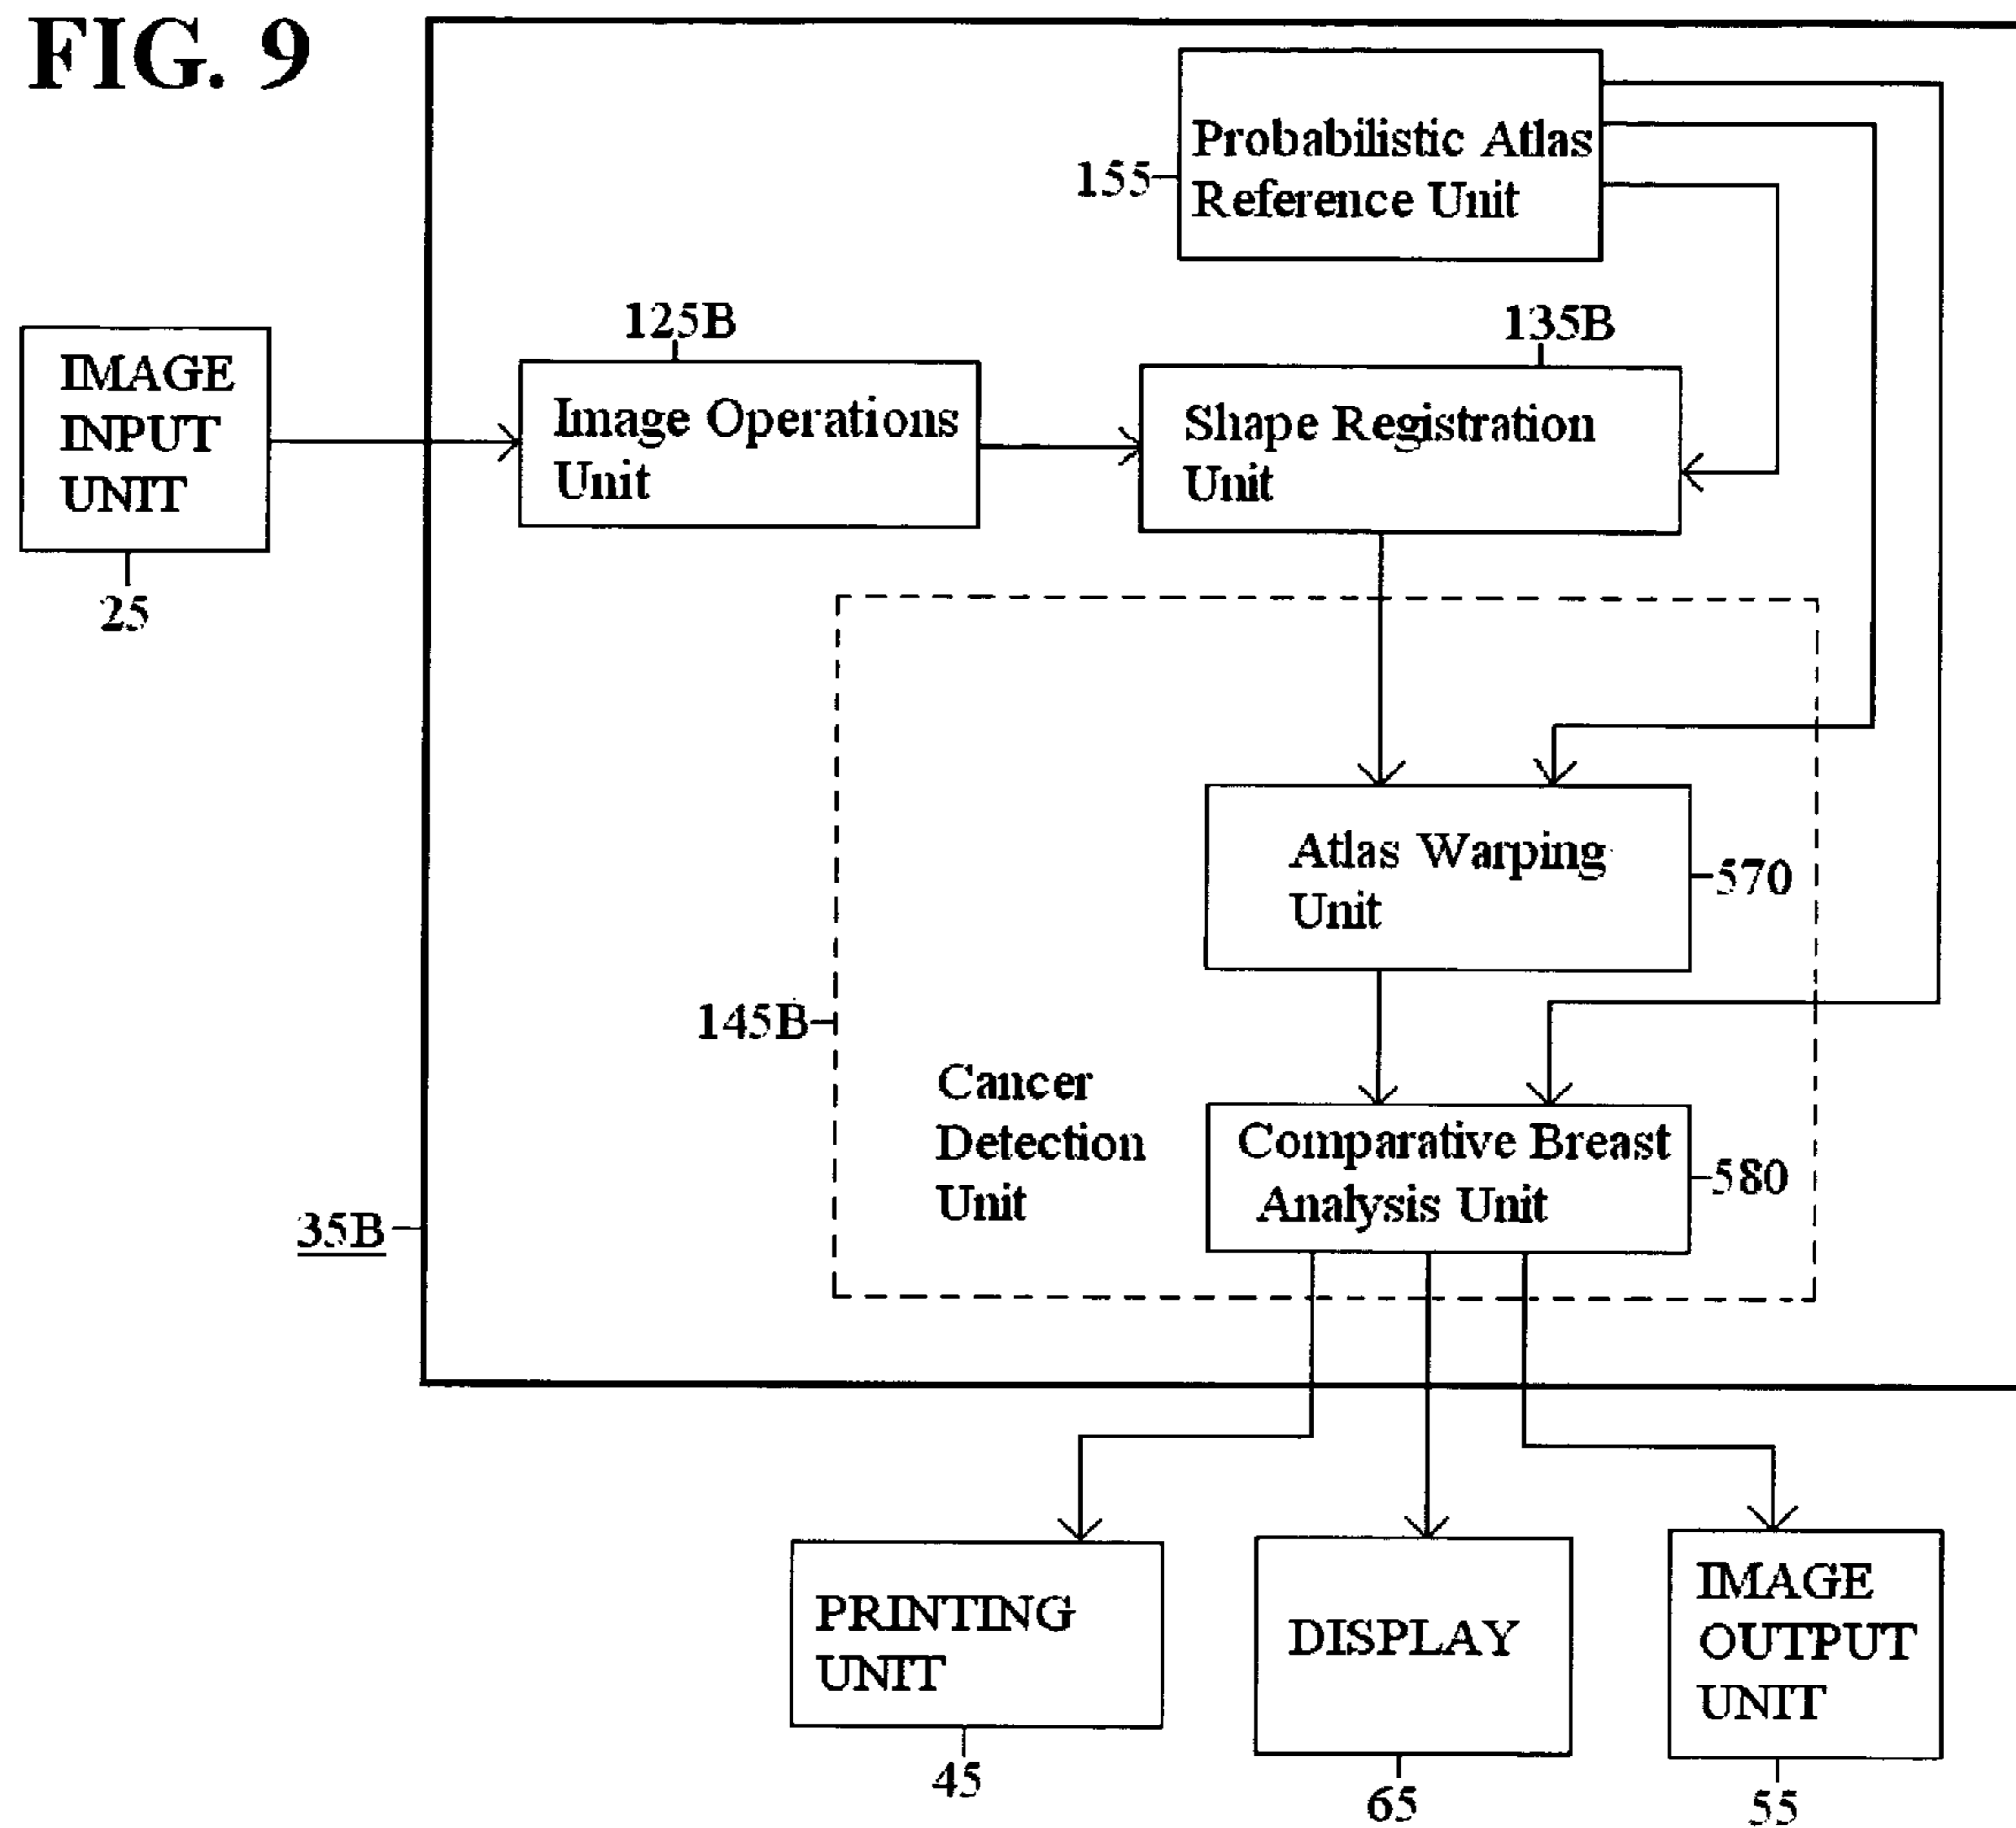 FIG. 9
Probabilistic Atlas
Reference Unit
155
125B
135B
IMAGE
INPUT
UNIT
25
Image Operations
Unit
Shape Registration
Unit
Atlas Warping
Unit
570
145B
Cancer
Detection
Unit
Comparative Breast
Analysis Unit
580
35B
PRINTING
UNIT
45
DISPLAY
65
IMAGE
OUTPUT
UNIT
55